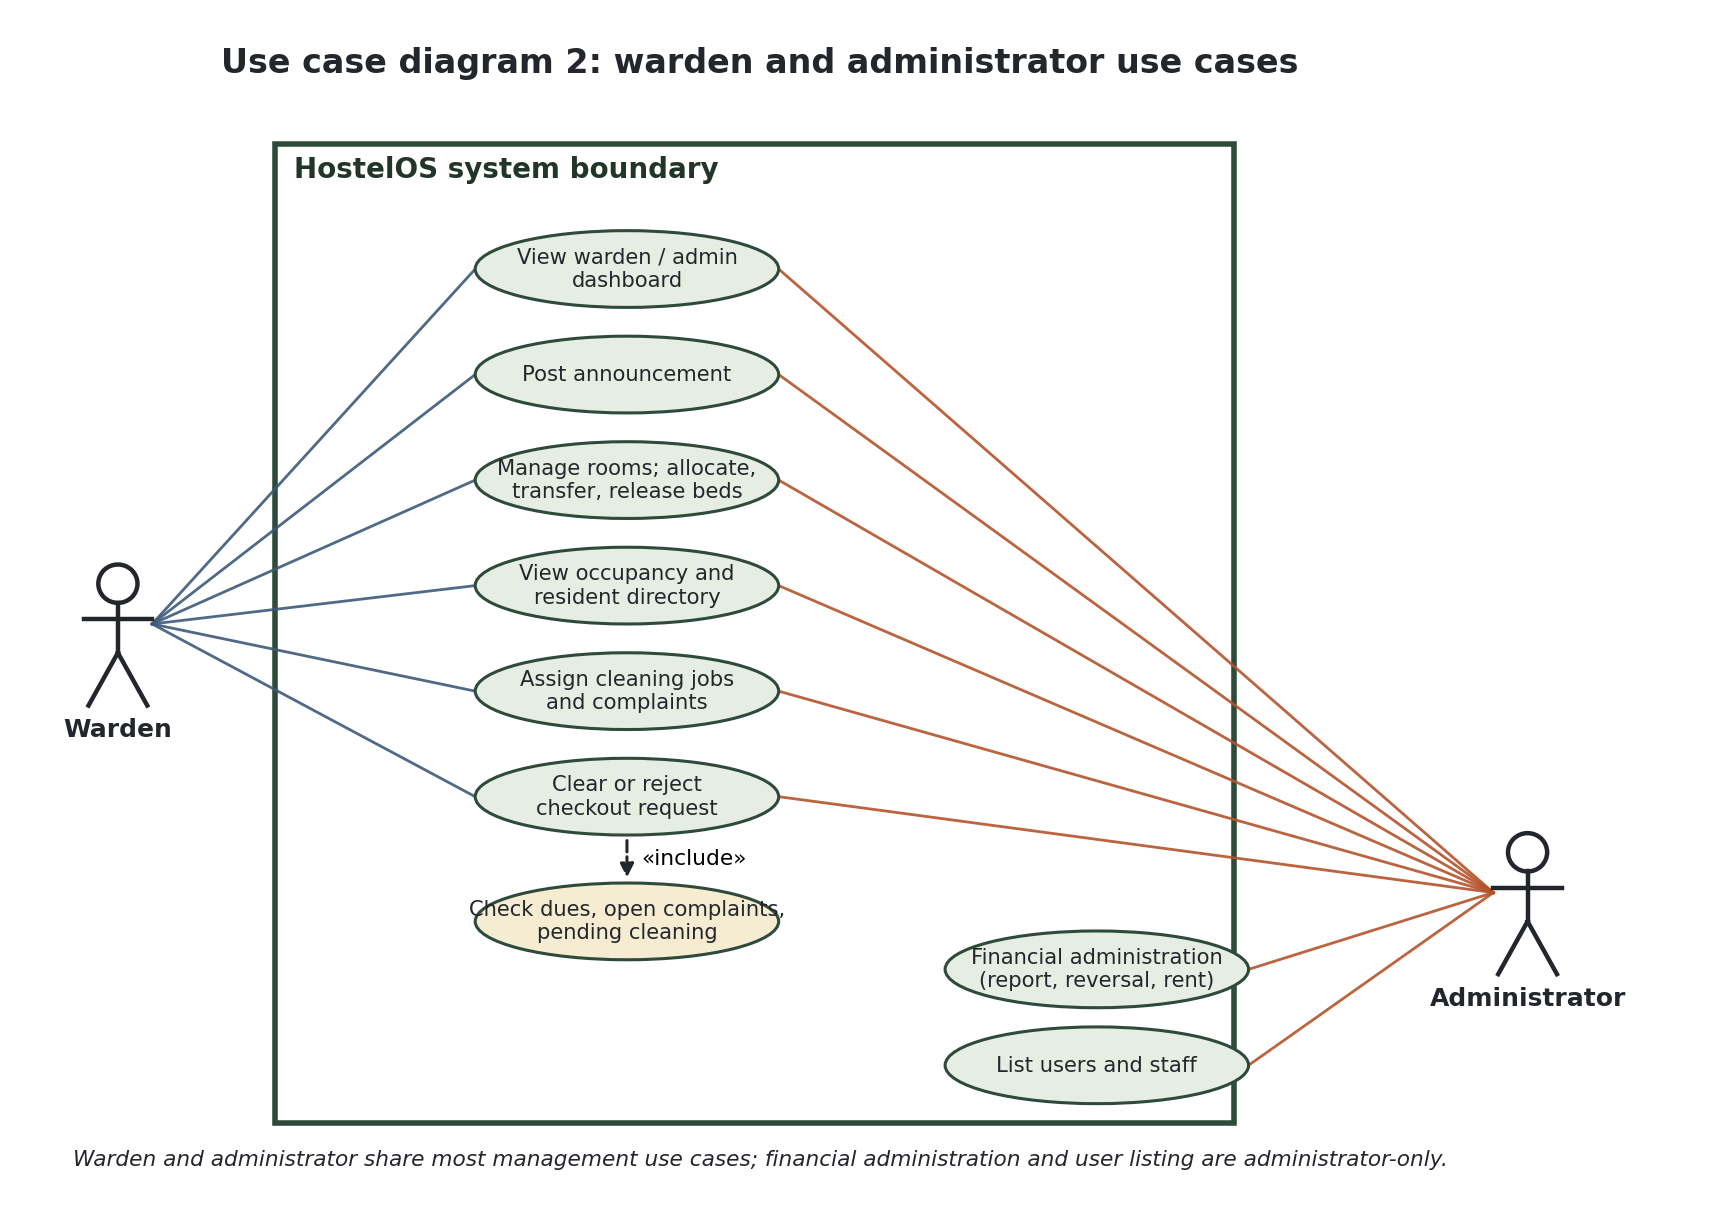 Use case diagram 2: warden and administrator use cases
HostelOS system boundary
View warden / admin
dashboard
Post announcement
Manage rooms; allocate,
transfer, release beds
View occupancy and
resident directory
Assign cleaning jobs
and complaints
Warden
Clear or reject
checkout request
«include»
Check dues, open complaints,
pending cleaning
Financial administration
(report, reversal, rent)
Administrator
List users and staff
Warden and administrator share most management use cases; financial administration and user listing are administrator-only.